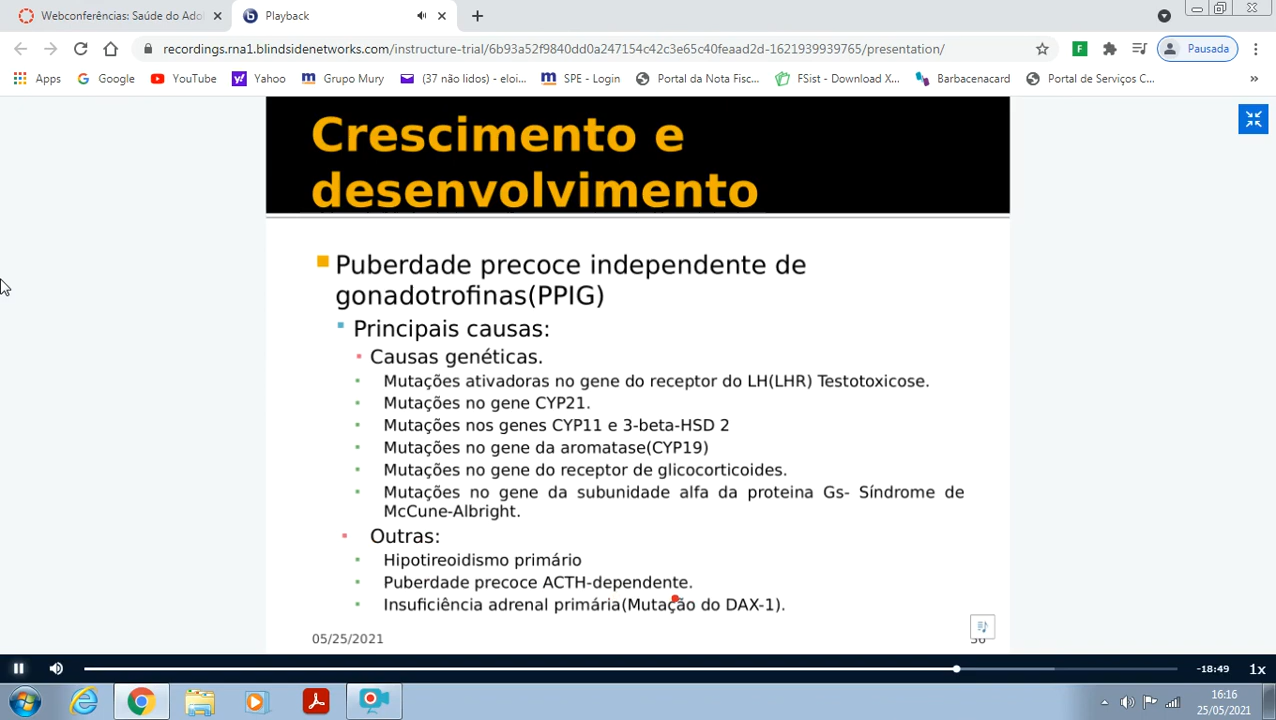 Webconferências: Saúde do Ado
Playback
recordings.rna1.blindsidenetworks.com/instructure-trial/6b93a52f9840dd0a247154c42c3e65c40feaad2d-1621939939765/presentation/
Pausada
Apps
Google
YouTube
Yahoo
Grupo Mury
(37 não lidos) - eloi...
SPE - Login
Portal da Nota Fisc...
FSist - Download X...
Barbacenacard
Portal de Serviços C...
»
Crescimento e
desenvolvimento
Puberdade precoce independente de
gonadotrofinas(PPIG)
Principais causas:
Causas genéticas.
Mutações ativadoras no gene do receptor do LH(LHR) Testotoxicose.
Mutações no gene CYP21.
Mutações nos genes CYP11 e 3-beta-HSD 2
Mutações no gene da aromatase(CYP19)
Mutações no gene do receptor de glicocorticoides.
Mutações no gene da subunidade alfa da proteina Gs- Síndrome de
McCune-Albright.
Outras:
Hipotireoidismo primário
Puberdade precoce ACTH-dependente.
Insuficiência adrenal primária(Mutação do DAX-1).
05/25/2021
-18:49
1x
16:16
25/05/2021